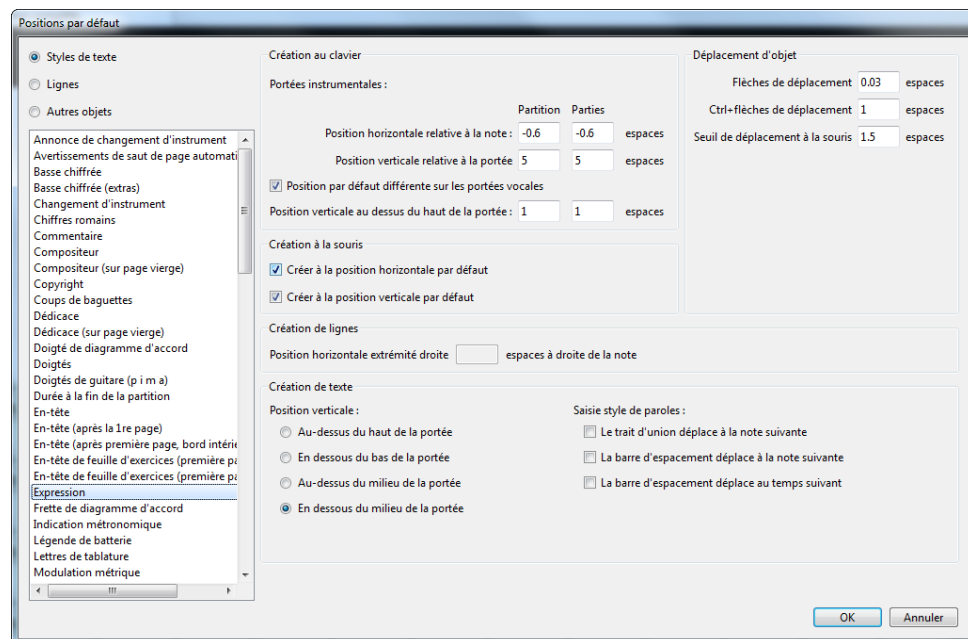 Positions par défaut
Styles de texte
Lignes
Autres objets
Annonce de changement d'instrument
Avertissements de saut de page automati
Basse chiffrée
Basse chiffrée (extras)
Changement d'instrument
Chiffres romains
Commentaire
Compositeur
Compositeur (sur page vierge)
Copyright
Coups de baguettes
Dédicace
Dédicace (sur page vierge)
Doigté de diagramme d'accord
Doigtés
Doigtés de guitare (p i m a)
Durée à la fin de la partition
En-tête
En-tête (après la 1re page)
En-tête (après première page, bord intérie
En-tête de feuille d'exercices (première pa
En-tête de feuille d'exercices (première pa
Expression
Frette de diagramme d'accord
Indication métronomique
Légende de batterie
Lettres de tablature
Modulation métrique
Création au clavier
Portées instrumentales :
Partition Parties
Position horizontale relative à la note : -0.6 -0.6 espaces
Position verticale relative à la portée 5 5 espaces
Position par défaut différente sur les portées vocales
Position verticale au dessus du haut de la portée : 1 1 espaces
Création à la souris
Créer à la position horizontale par défaut
Créer à la position verticale par défaut
Déplacement d'objet
Flèches de déplacement 0.03 espaces
Ctrl+flèches de déplacement 1 espaces
Seuil de déplacement à la souris 1.5 espaces
Création de lignes
Position horizontale extrémité droite espaces à droite de la note
Création de texte
Position verticale :
Au-dessus du haut de la portée
En dessous du bas de la portée
Au-dessus du milieu de la portée
En dessous du milieu de la portée
Saisie style de paroles :
Le trait d'union déplace à la note suivante
La barre d'espacement déplace à la note suivante
La barre d'espacement déplace au temps suivant
OK Annuler